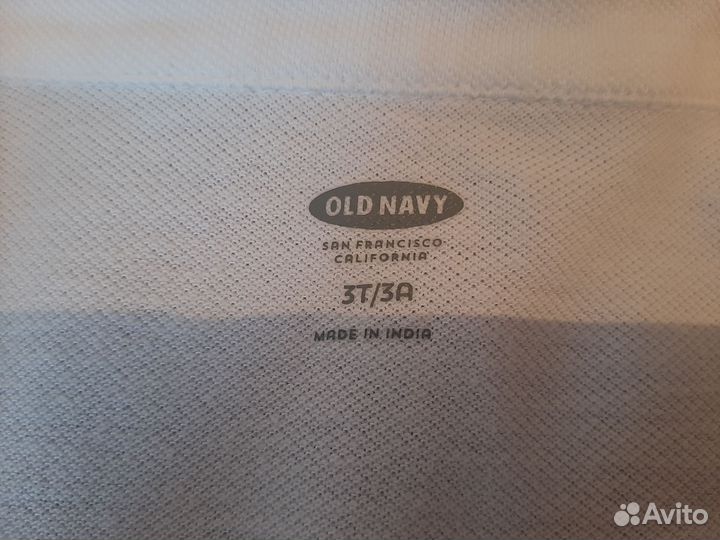 OLD NAVY
SAN FRANCISCO
CALIFORNIA
3T/3A
MADE IN INDIA
Avito